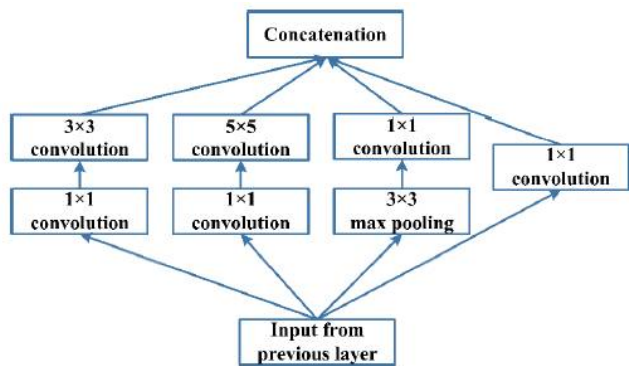 Concatenation
3×3
convolution
5×5
convolution
1×1
convolution
1×1
convolution
1×1
convolution
1×1
convolution
3×3
max pooling
Input from
previous layer